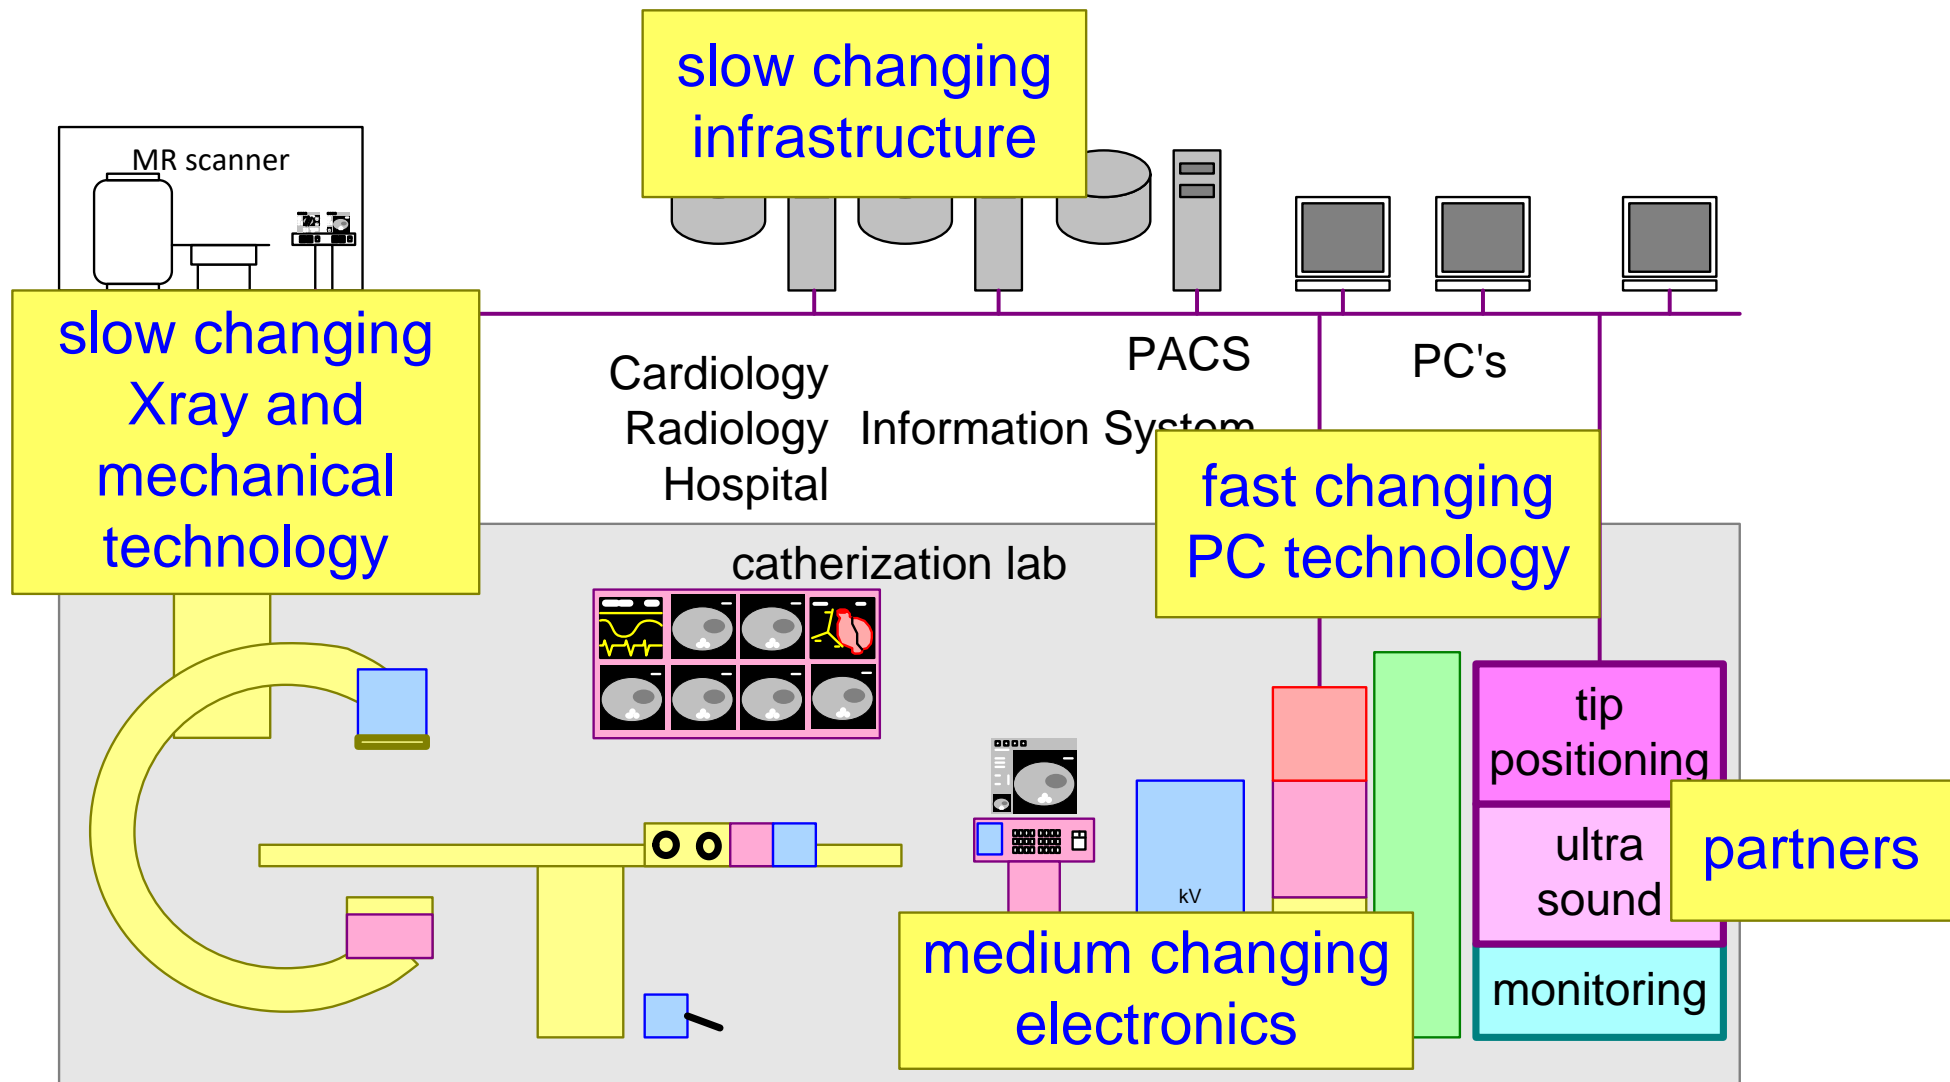 slow changing
infrastructure
MR scanner
slow changing
Xray and
mechanical
technology
PACS
PC's
Cardiology
Radiology
Hospital
Information System
fast changing
PC technology
catherization lab
tip
positioning
ultra
sound
partners
monitoring
kV
medium changing
electronics